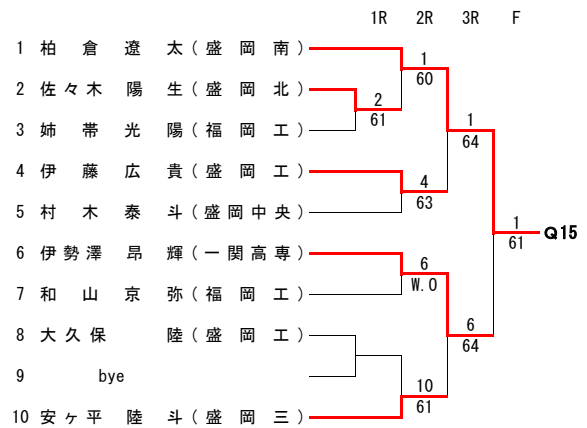 1R 2R 3R F
1 柏倉遼太(盛岡南)
1
60
2 佐々木陽生(盛岡北)
2
61
3 姉帯光陽(福岡工)
1
64
4 伊藤広貴(盛岡工)
4
63
5 村木泰斗(盛岡中央)
1
61
Q15
6 伊勢澤昂輝(一関高専)
6
W.O
7 和山京弥(福岡工)
8 大久保陸(盛岡工)
6
64
9 bye
10
61
10 安ヶ平陸斗(盛岡三)